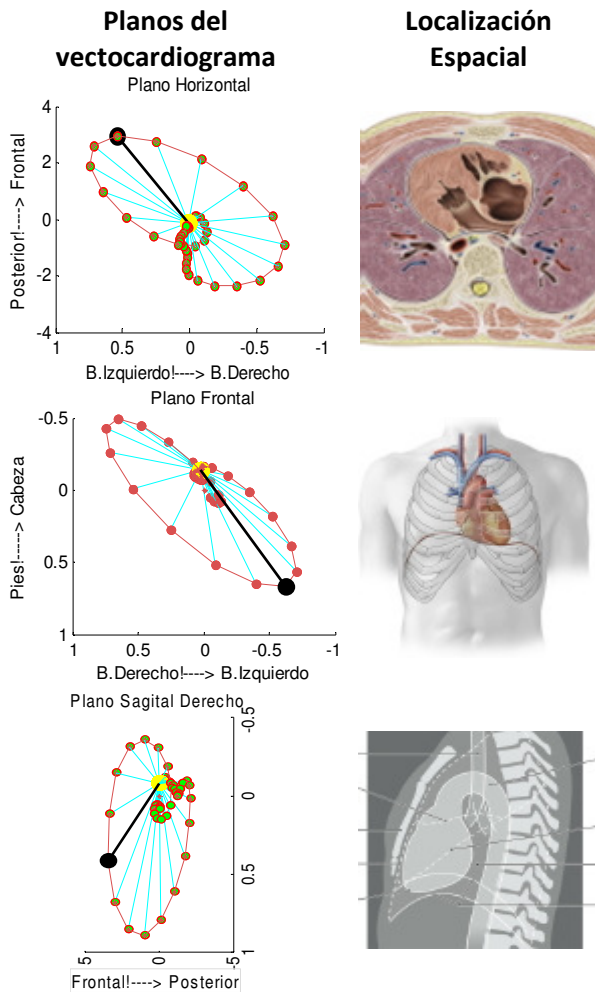 Planos del
vectocardiograma
Localización
Espacial
Plano Horizontal
4
2
0
-2
-4
Posterior!----> Frontal
1
0.5
0
-0.5
-1
B.Izquierdo!----> B.Derecho
Plano Frontal
-0.5
0
0.5
1
Pies!----> Cabeza
1
0.5
0
-0.5
-1
B.Derecho!----> B.Izquierdo
Plano Sagital Derecho
-0.5
0
0.5
1
5
0
-5
Frontal!----> Posterior